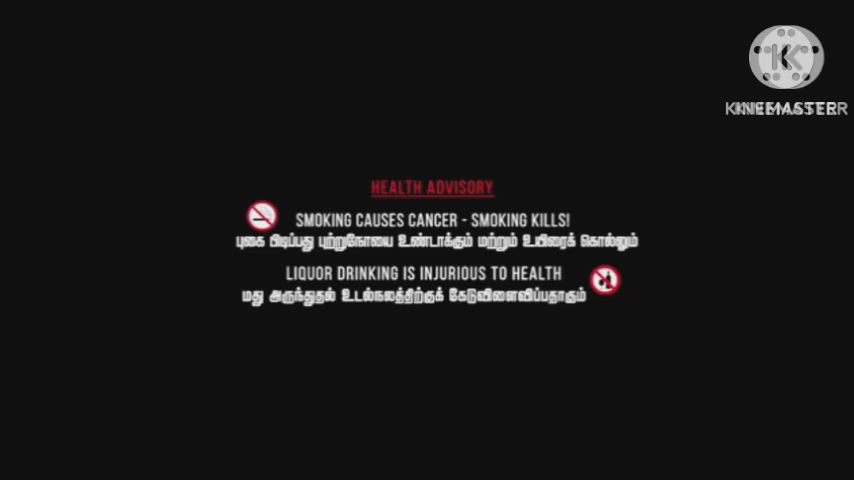 KINEMASTER
HEALTH ADVISORY
SMOKING CAUSES CANCER - SMOKING KILLS!
புகை பிடிப்பது புற்றுநோயை உண்டாக்கும் மற்றும் உயிரைக் கொல்லும்
LIQUOR DRINKING IS INJURIOUS TO HEALTH
மது அருந்துதல் உடல்நலத்திற்குக் கேடுவிளைவிப்பதாகும்